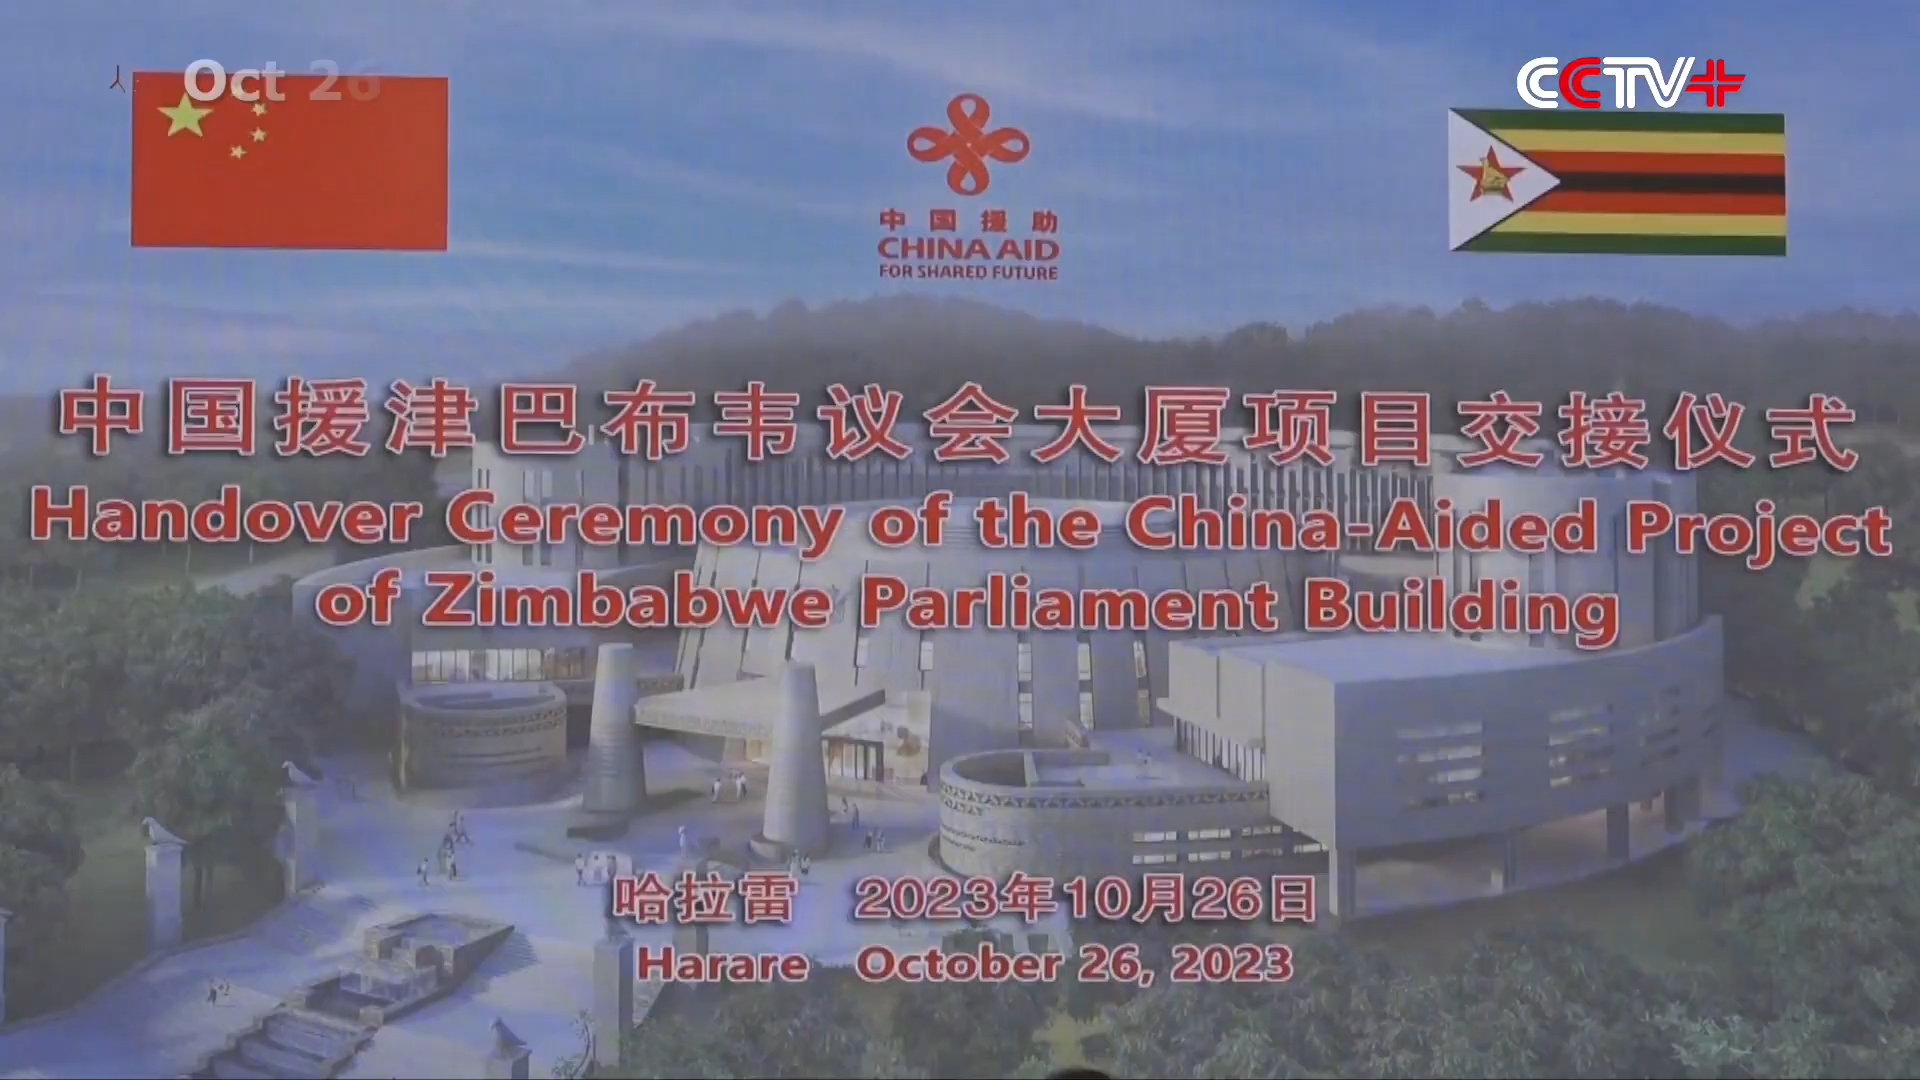 Oct 26
CCTV+
中国援助
CHINA AID
FOR SHARED FUTURE
中国援津巴布韦议会大厦项目交接仪式
Handover Ceremony of the China-Aided Project
of Zimbabwe Parliament Building
哈拉雷 2023年10月26日
Harare October 26, 2023